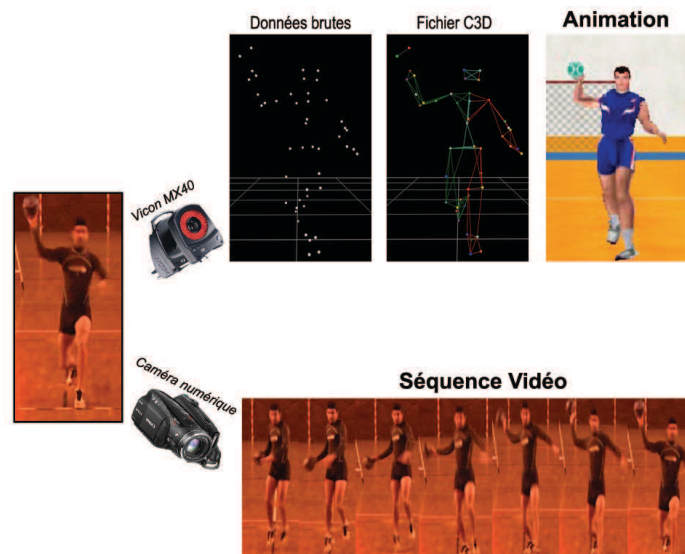 Données brutes
Fichier C3D
Animation
Vicon MX40
Caméra numérique
Séquence Vidéo